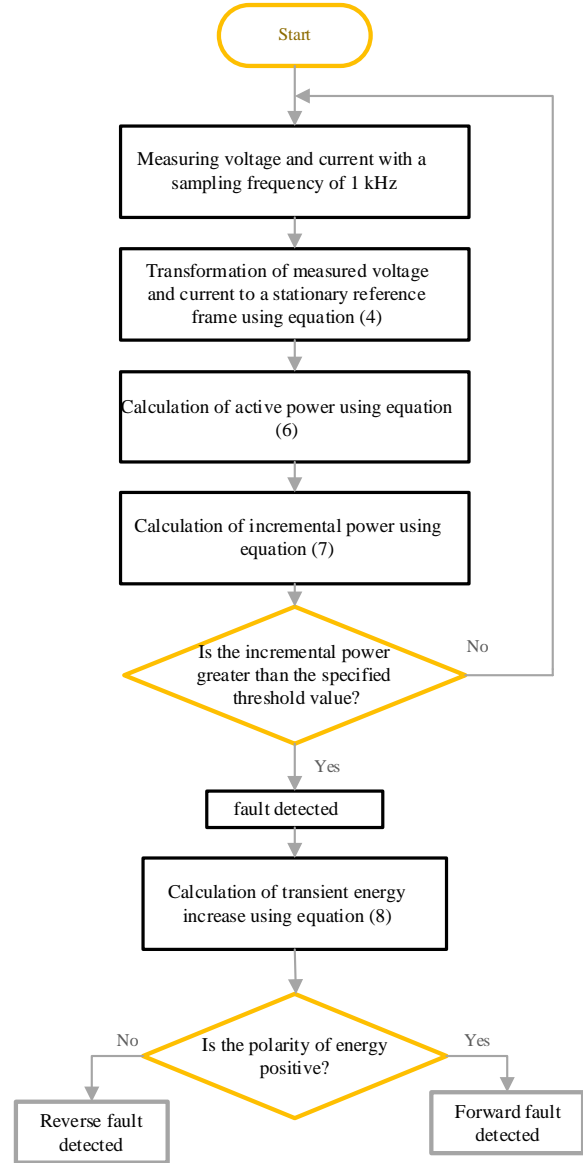 Start
Measuring voltage and current with a
sampling frequency of 1 kHz
Transformation of measured voltage
and current to a stationary reference
frame using equation (4)
Calculation of active power using equation
(6)
Calculation of incremental power using
equation (7)
Is the incremental power
greater than the specified
threshold value?
No
Yes
fault detected
Calculation of transient energy
increase using equation (8)
Is the polarity of energy
positive?
No
Yes
Reverse fault
detected
Forward fault
detected